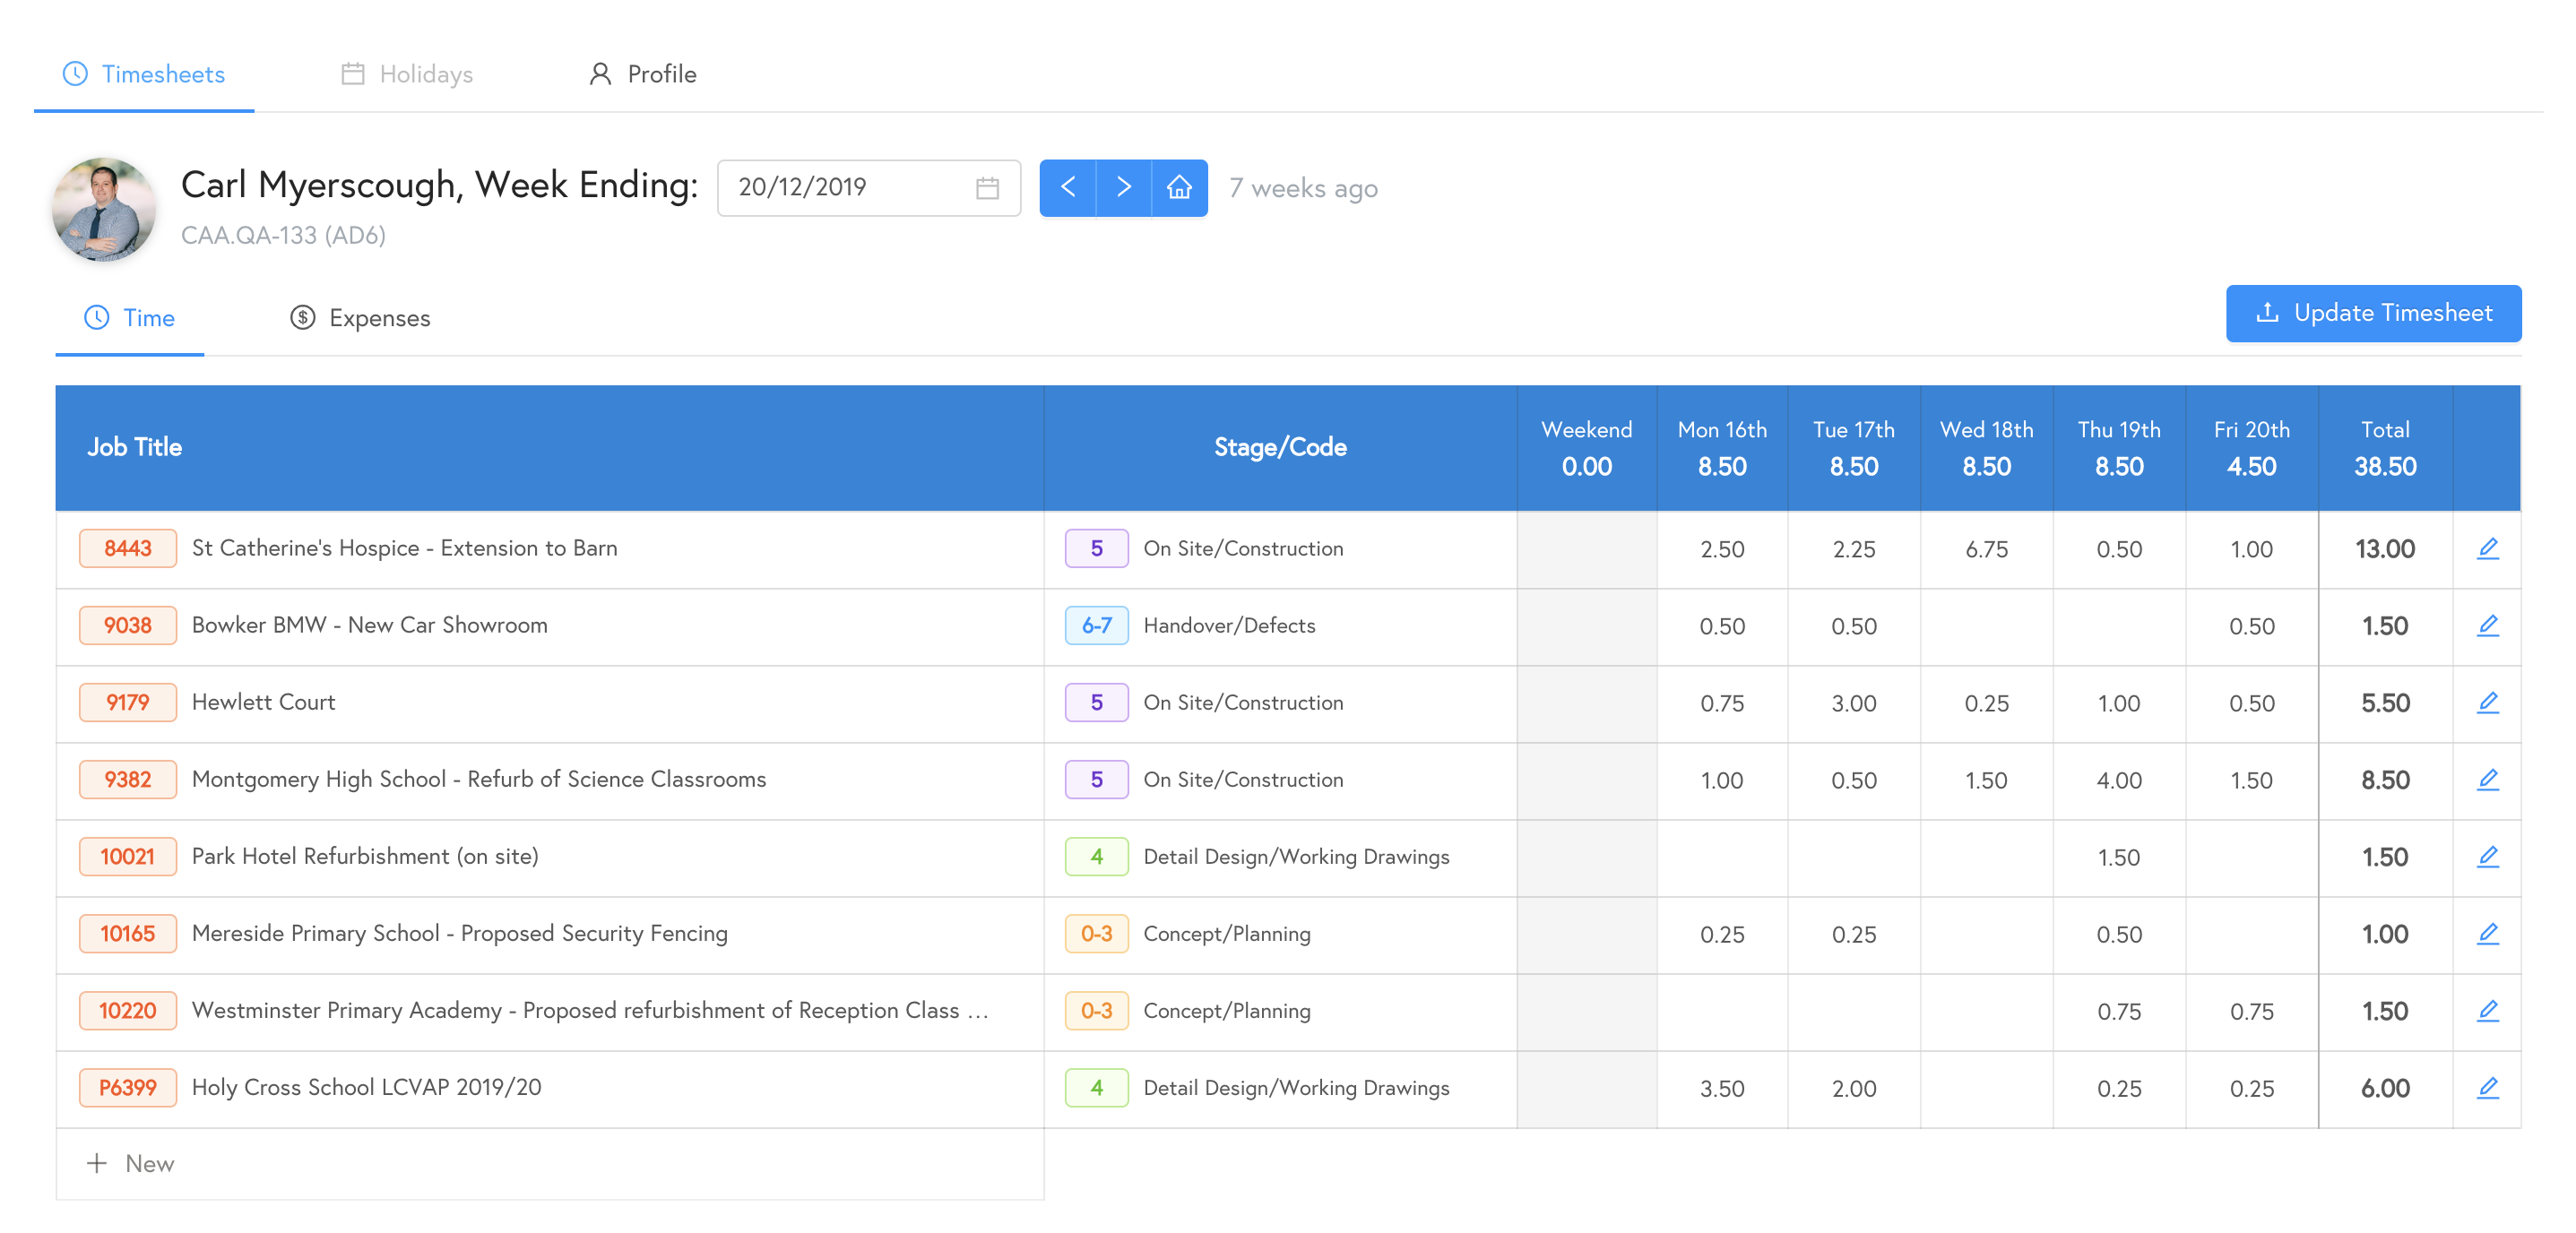 Timesheets Holidays Profile
Carl Myerscough, Week Ending: 20/12/2019 7 weeks ago
CAA.QA-133 (AD6)
Time Expenses Update Timesheet
Job Title Stage/Code Weekend 0.00 Mon 16th 8.50 Tue 17th 8.50 Wed 18th 8.50 Thu 19th 8.50 Fri 20th 4.50 Total 38.50
8443 St Catherine's Hospice - Extension to Barn 5 On Site/Construction 2.50 2.25 6.75 0.50 1.00 13.00
9038 Bowker BMW - New Car Showroom 6-7 Handover/Defects 0.50 0.50 0.50 1.50
9179 Hewlett Court 5 On Site/Construction 0.75 3.00 0.25 1.00 0.50 5.50
9382 Montgomery High School - Refurb of Science Classrooms 5 On Site/Construction 1.00 0.50 1.50 4.00 1.50 8.50
10021 Park Hotel Refurbishment (on site) 4 Detail Design/Working Drawings 1.50 1.50
10165 Mereside Primary School - Proposed Security Fencing 0-3 Concept/Planning 0.25 0.25 0.50 1.00
10220 Westminster Primary Academy - Proposed refurbishment of Reception Class ... 0-3 Concept/Planning 0.75 0.75 1.50
P6399 Holy Cross School LCVAP 2019/20 4 Detail Design/Working Drawings 3.50 2.00 0.25 0.25 6.00
+ New